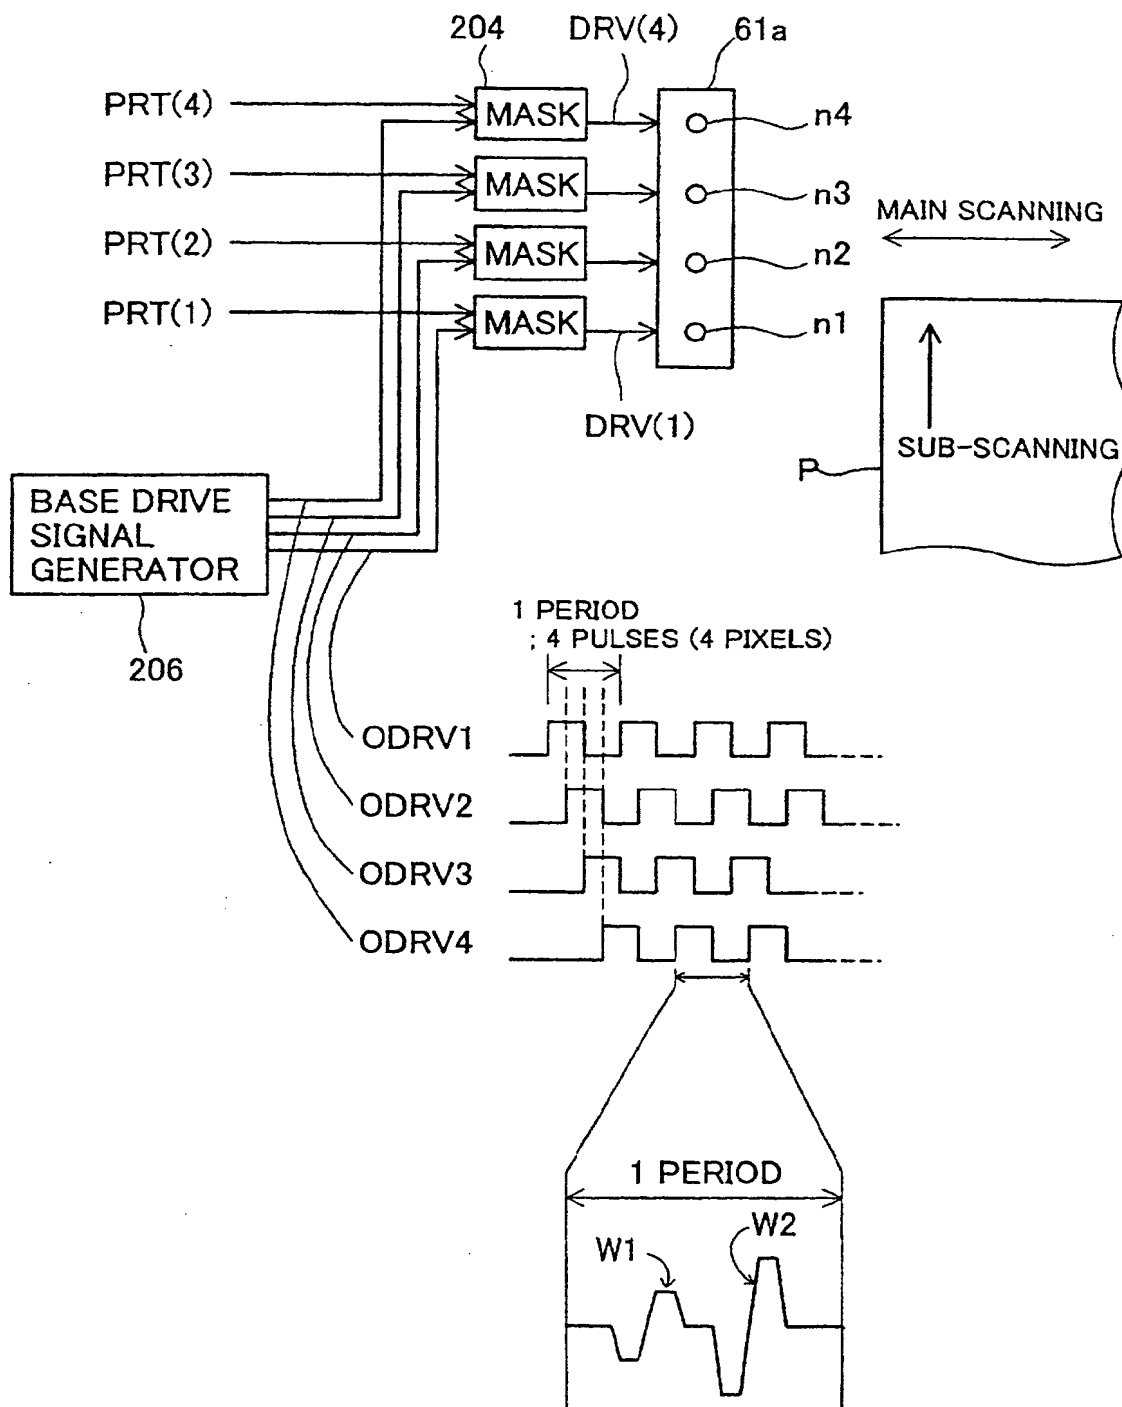 204
DRV(4)
61a
PRT(4)
MASK
n4
PRT(3)
MASK
n3
MAIN SCANNING
PRT(2)
MASK
n2
PRT(1)
MASK
n1
DRV(1)
SUB-SCANNING
P
BASE DRIVE
SIGNAL
GENERATOR
206
1 PERIOD
; 4 PULSES (4 PIXELS)
ODRV1
ODRV2
ODRV3
ODRV4
1 PERIOD
W1
W2